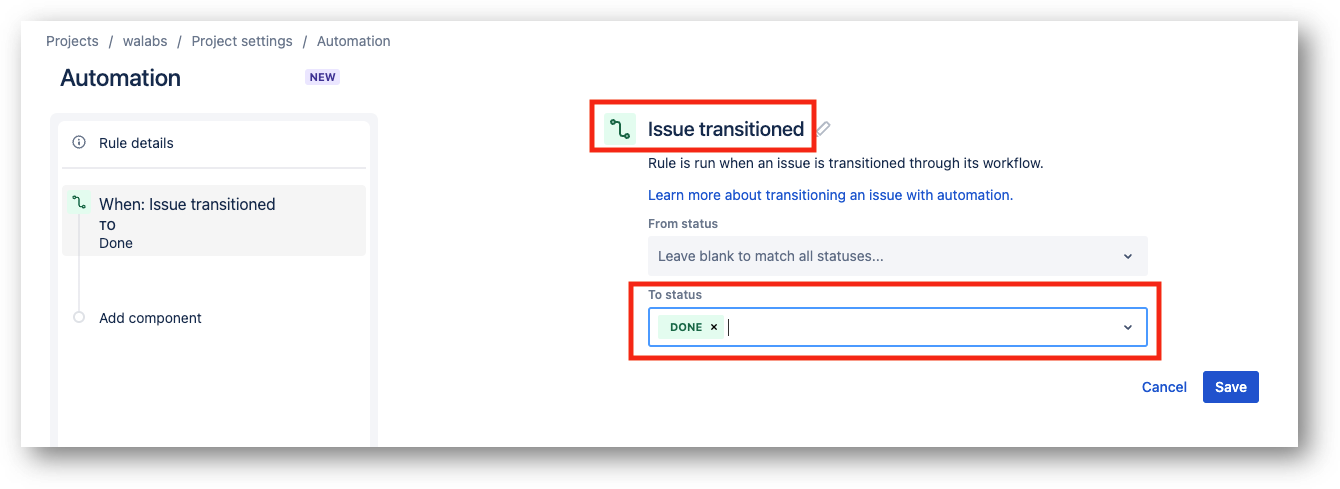 Projects / walabs / Project settings / Automation
Automation NEW
Rule details
When: Issue transitioned
TO
Done
Add component
Issue transitioned
Rule is run when an issue is transitioned through its workflow.
Learn more about transitioning an issue with automation.
From status
Leave blank to match all statuses...
To status
DONE ×
Cancel Save